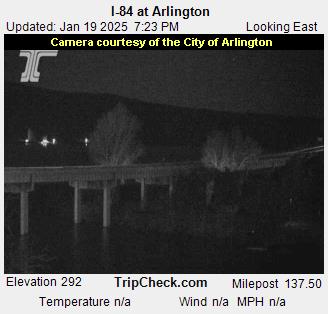 I-84 at Arlington
Updated: Jan 19 2025 7:23 PM Looking East
Camera courtesy of the City of Arlington
Elevation 292 TripCheck.com Milepost 137.50
Temperature n/a Wind n/a MPH n/a